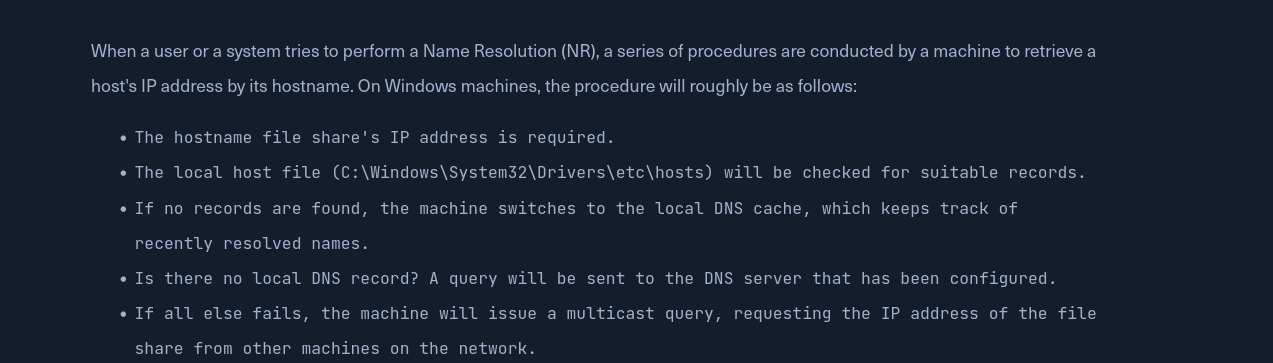 When a user or a system tries to perform a Name Resolution (NR), a series of procedures are conducted by a machine to retrieve a
host's IP address by its hostname. On Windows machines, the procedure will roughly be as follows:
• The hostname file share's IP address is required.
• The local host file (C:\Windows\System32\Drivers\etc\hosts) will be checked for suitable records.
• If no records are found, the machine switches to the local DNS cache, which keeps track of
recently resolved names.
• Is there no local DNS record? A query will be sent to the DNS server that has been configured.
• If all else fails, the machine will issue a multicast query, requesting the IP address of the file
share from other machines on the network.